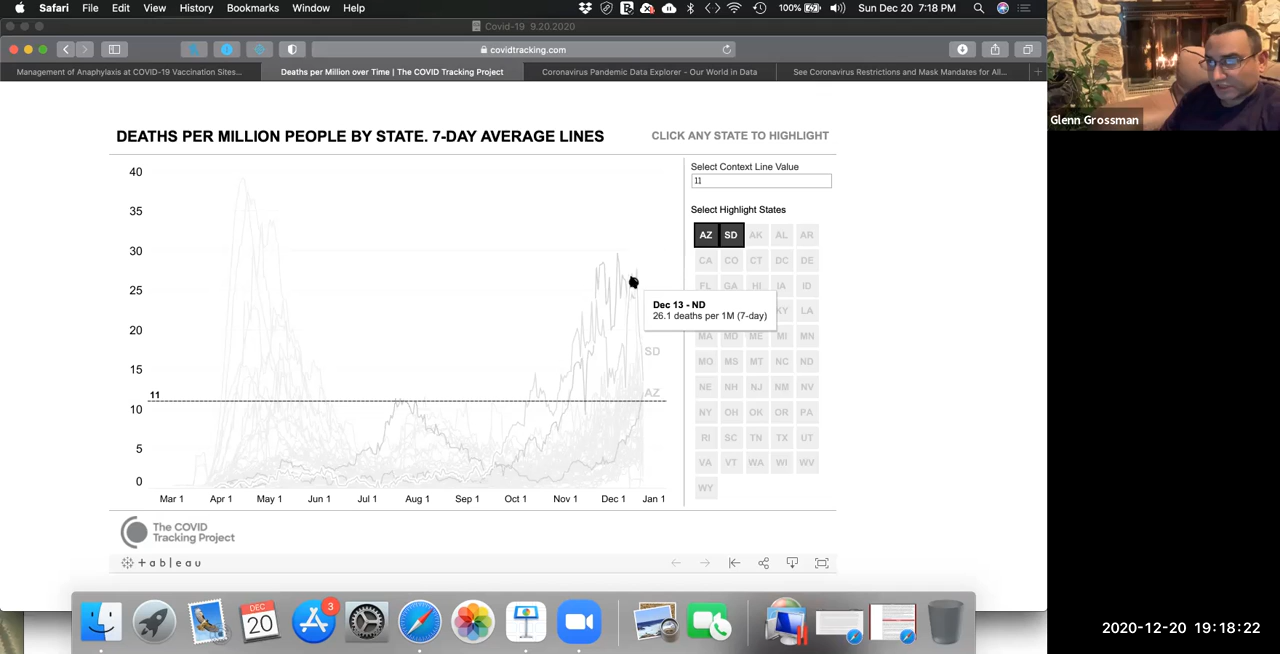 Safari File Edit View History Bookmarks Window Help 100% Sun Dec 20 7:18 PM
Covid-19 9.20.2020
covidtracking.com
Management of Anaphylaxis at COVID-19 Vaccination Sites... Deaths per Million over Time | The COVID Tracking Project Coronavirus Pandemic Data Explorer - Our World in Data See Coronavirus Restrictions and Mask Mandates for All...
Glenn Grossman
DEATHS PER MILLION PEOPLE BY STATE. 7-DAY AVERAGE LINES CLICK ANY STATE TO HIGHLIGHT
Select Context Line Value
11
Select Highlight States
AZ SD AK AL AR
CA CO CT DC DE
FL GA HI IA ID
KY LA
MA MD ME MI MN
MO MS MT NC ND
NE NH NJ NM NV
NY OH OK OR PA
RI SC TN TX UT
VA VT WA WI WV
WY
40
35
30
25
20
15
10
5
0
11
Dec 13 - ND
26.1 deaths per 1M (7-day)
SD
AZ
Mar 1 Apr 1 May 1 Jun 1 Jul 1 Aug 1 Sep 1 Oct 1 Nov 1 Dec 1 Jan 1
The COVID
Tracking Project
+ableau
DEC
20
3
2020-12-20 19:18:22